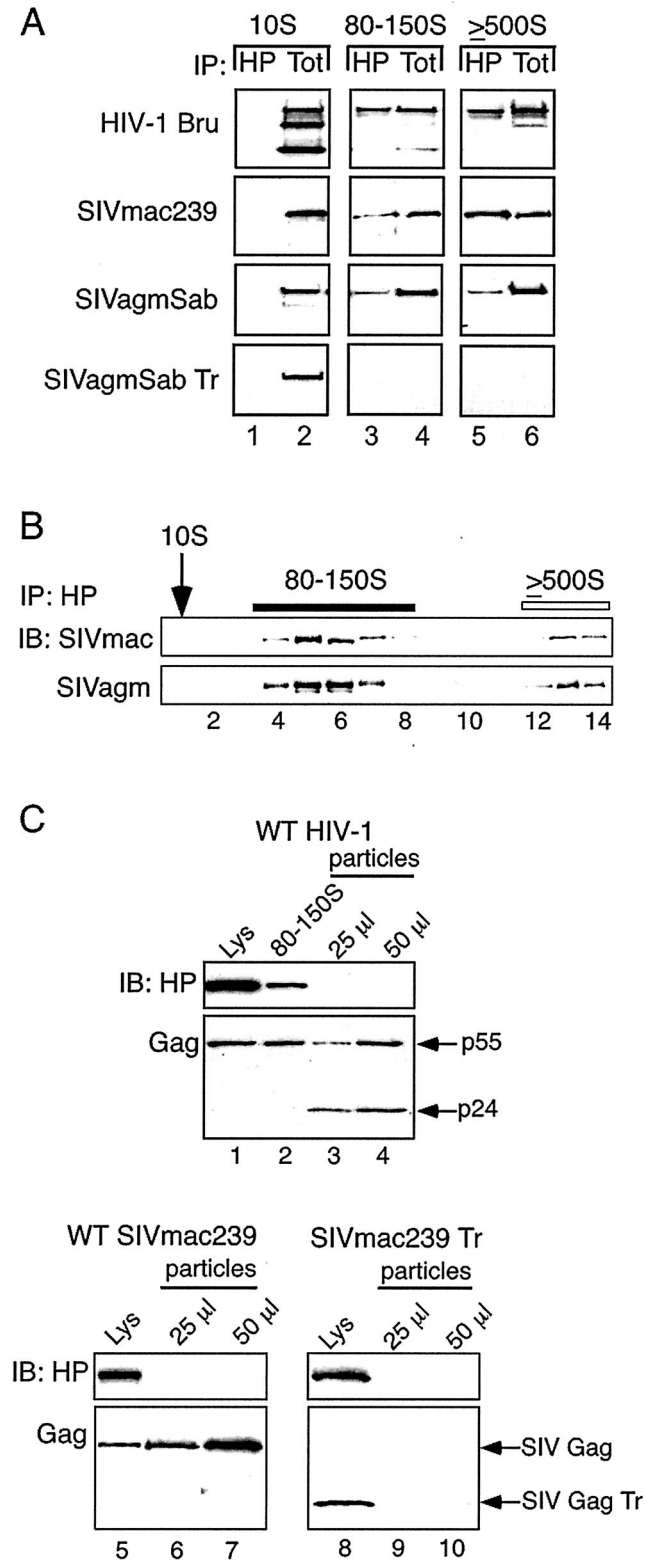 A
10S 80-150S ≥500S
IP: HP Tot HP Tot HP Tot
HIV-1 Bru
SIVmac239
SIVagmSab
SIVagmSab Tr
1 2 3 4 5 6
B
10S
80-150S ≥500S
IP: HP
IB: SIVmac
SIVagm
2 4 6 8 10 12 14
C
WT HIV-1
particles
Lys 80-150S 25 µl 50 µl
IB: HP
Gag
p55
p24
1 2 3 4
WT SIVmac239
particles
Lys 25 µl 50 µl
IB: HP
Gag
5 6 7
SIVmac239 Tr
particles
Lys 25 µl 50 µl
SIV Gag
SIV Gag Tr
8 9 10